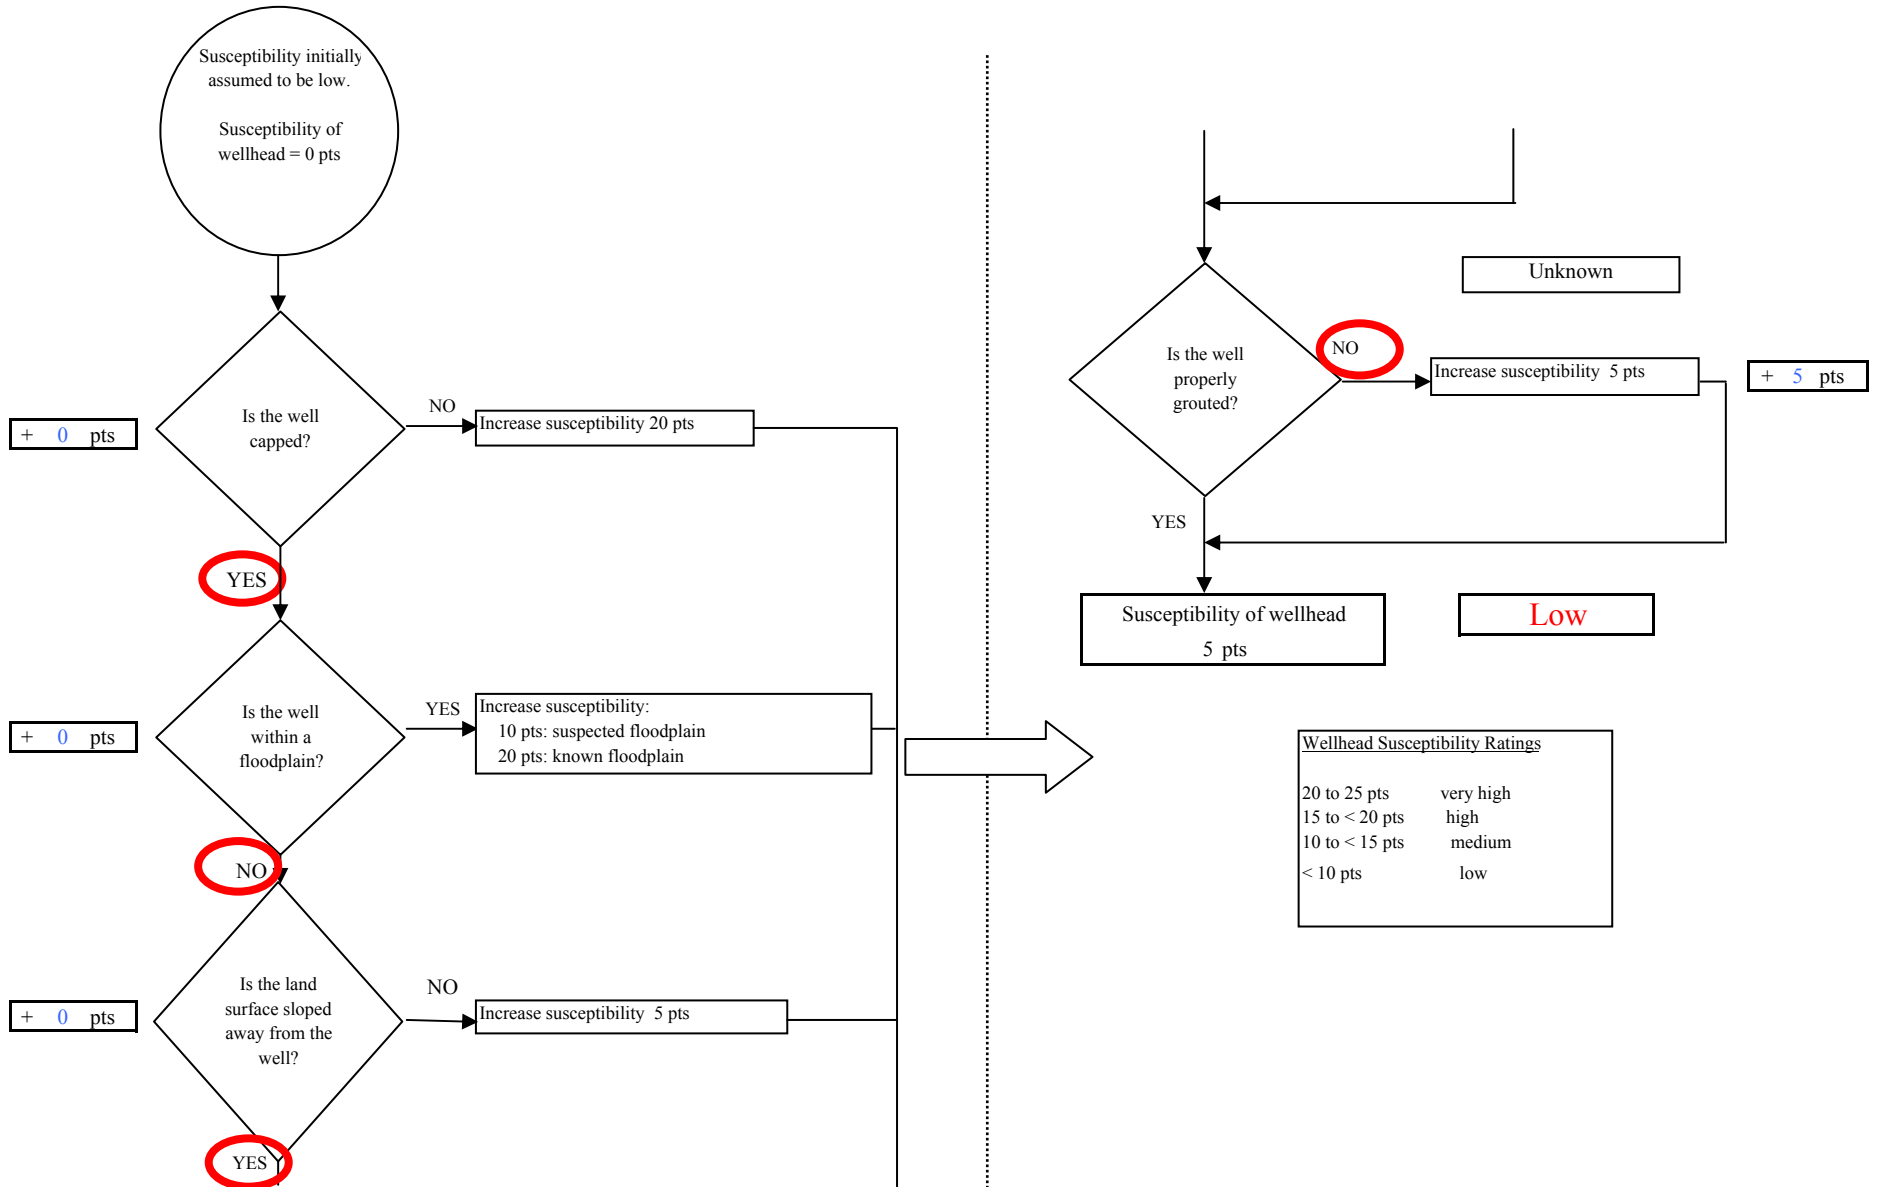 Susceptibility initially
assumed to be low.
Susceptibility of
wellhead = 0 pts
Is the well
capped?
+ 0 pts
NO
Increase susceptibility 20 pts
YES
Is the well
within a
floodplain?
+ 0 pts
YES
Increase susceptibility:
10 pts: suspected floodplain
20 pts: known floodplain
NO
Is the land
surface sloped
away from the
well?
+ 0 pts
NO
Increase susceptibility 5 pts
YES
Unknown
Is the well
properly
grouted?
NO
Increase susceptibility 5 pts
+ 5 pts
YES
Susceptibility of wellhead
5 pts
Low
Wellhead Susceptibility Ratings
20 to 25 pts very high
15 to < 20 pts high
10 to < 15 pts medium
< 10 pts low